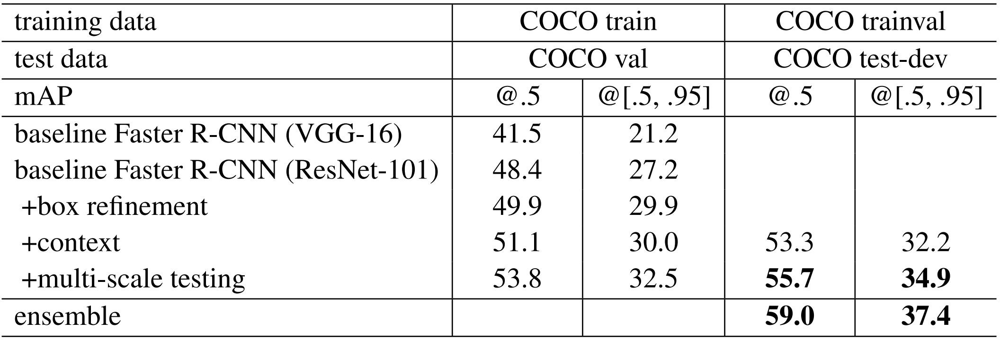 training data COCO train COCO trainval
test data COCO val COCO test-dev
mAP @.5 @[.5, .95] @.5 @[.5, .95]
baseline Faster R-CNN (VGG-16) 41.5 21.2
baseline Faster R-CNN (ResNet-101) 48.4 27.2
+box refinement 49.9 29.9
+context 51.1 30.0 53.3 32.2
+multi-scale testing 53.8 32.5 55.7 34.9
ensemble 59.0 37.4